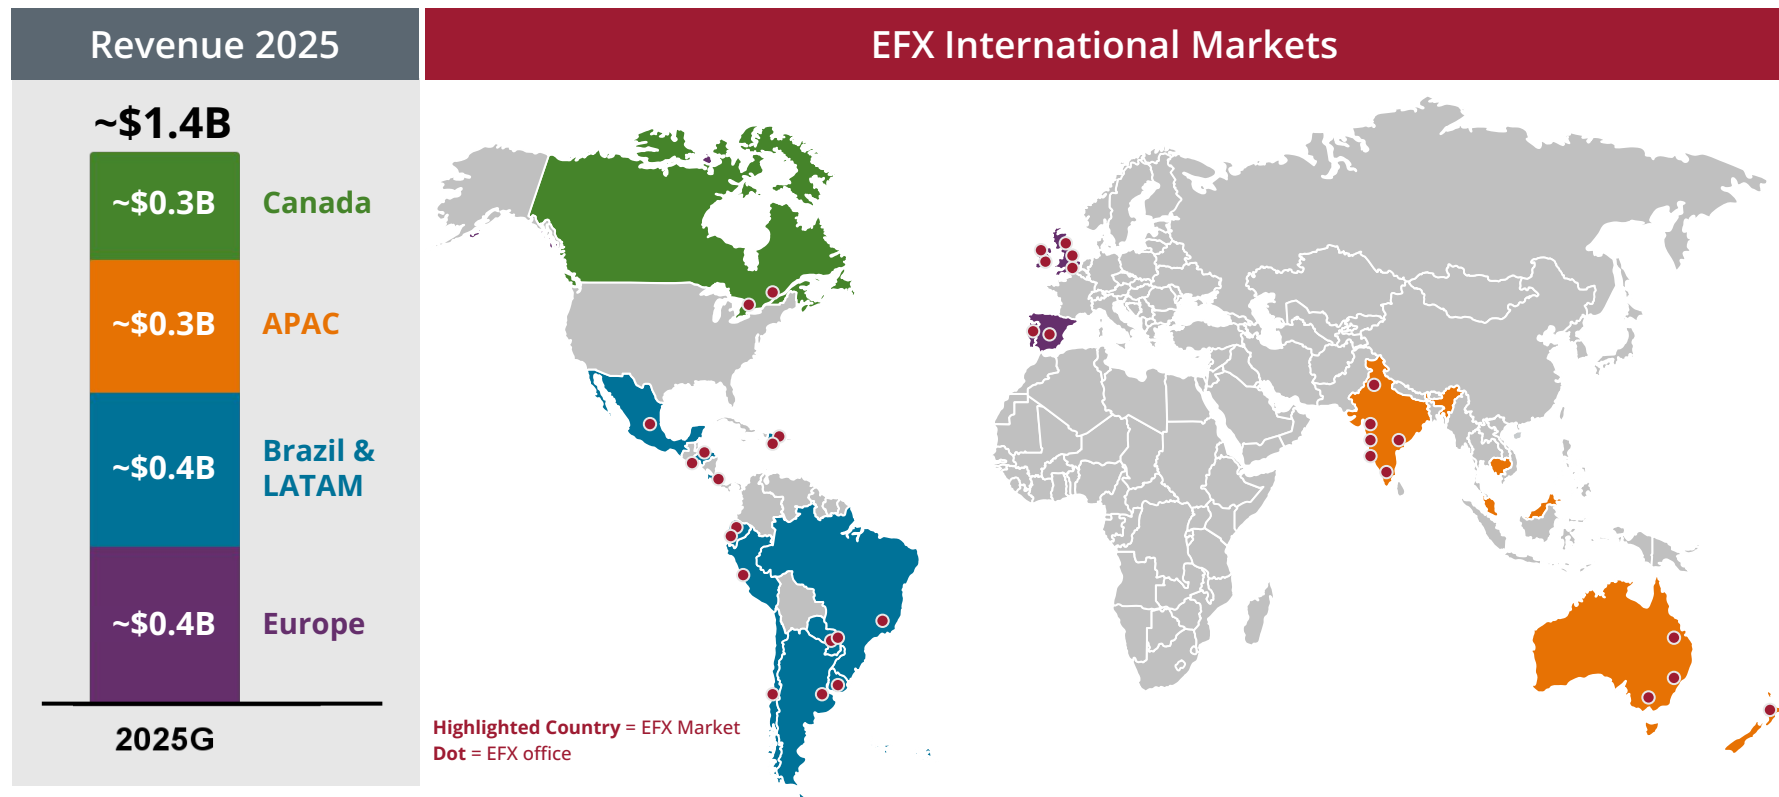 Revenue 2025
EFX International Markets
~$1.4B
~$0.3B
Canada
~$0.3B
APAC
~$0.4B
Brazil &
LATAM
~$0.4B
Europe
2025G
Highlighted Country = EFX Market
Dot = EFX office